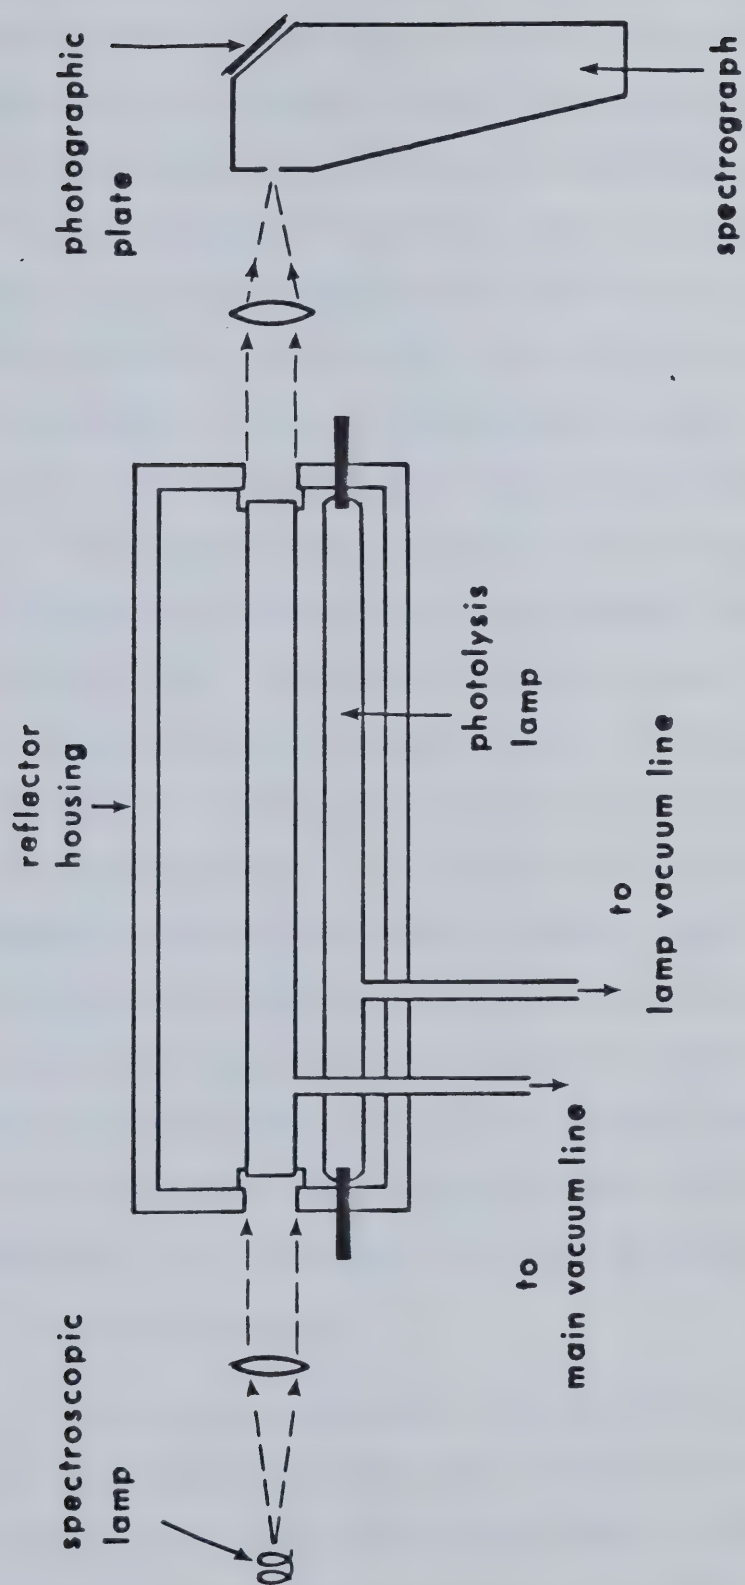 spectroscopic
lamp
reflector
housing
photographic
plate
photolysis
lamp
to
main vacuum line
to
lamp vacuum line
spectrograph